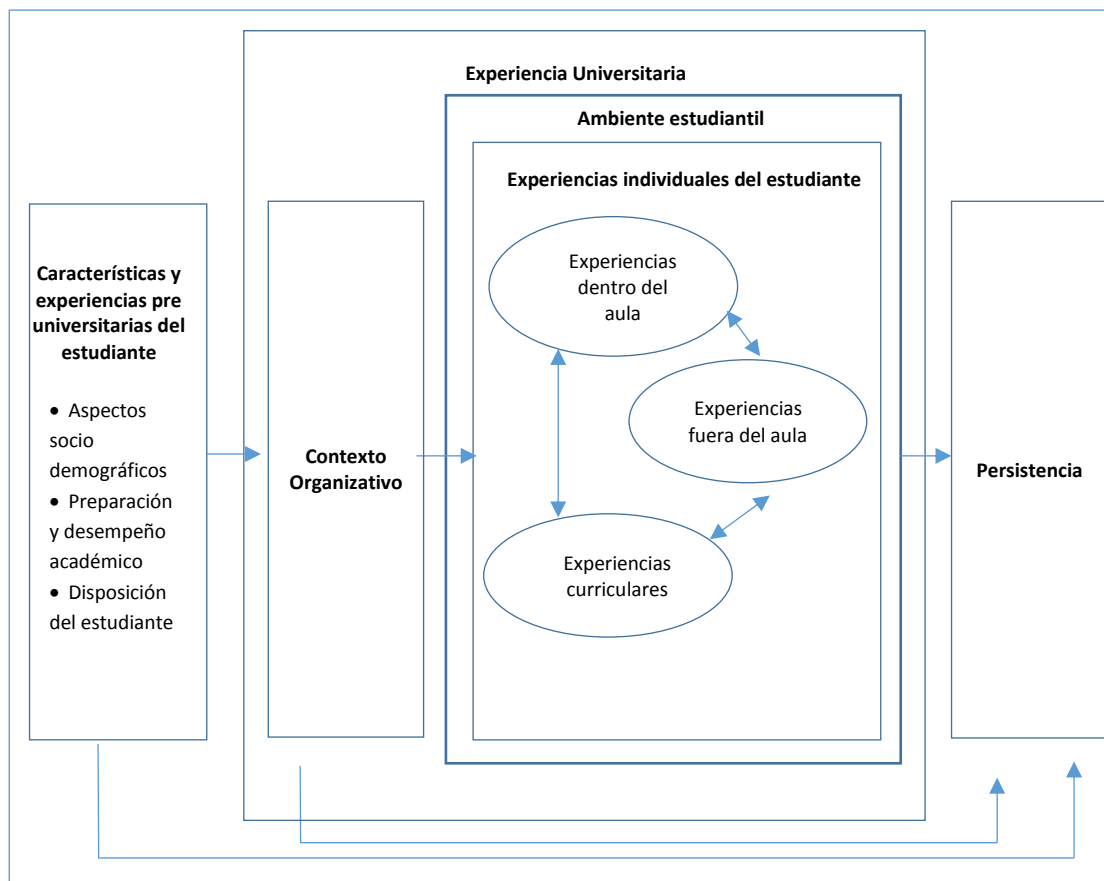 Experiencia Universitaria
Ambiente estudiantil
Experiencias individuales del estudiante
Características y
experiencias pre
universitarias del
estudiante
• Aspectos
socio
demográficos
• Preparación
y desempeño
académico
• Disposición
del estudiante
Contexto
Organizativo
Experiencias
dentro del
aula
Experiencias
fuera del aula
Experiencias
curriculares
Persistencia